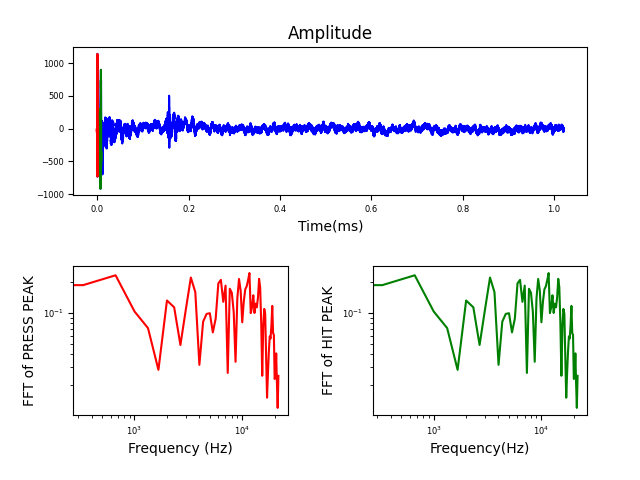 Amplitude
1000
500
0
−500
−1000
0.0 0.2 0.4 0.6 0.8 1.0
Time(ms)
FFT of PRESS PEAK
10⁻¹
10³ 10⁴
Frequency (Hz)
FFT of HIT PEAK
10⁻¹
10³ 10⁴
Frequency(Hz)